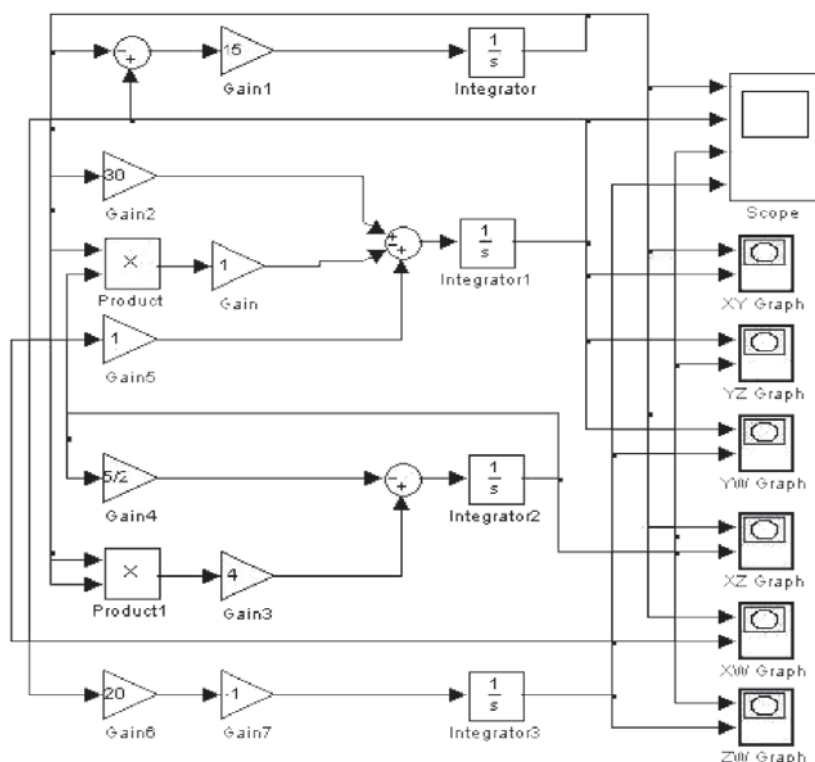 15
1
s
Gain1
Integrator
Scope
30
Gain2
×
1
1
s
Product
Gain
Integrator1
XY Graph
1
Gain5
YZ Graph
5/2
1
s
YW Graph
Gain4
Integrator2
×
4
XZ Graph
Product1
Gain3
XW Graph
20
-1
1
s
Gain6
Gain7
Integrator3
ZW Graph